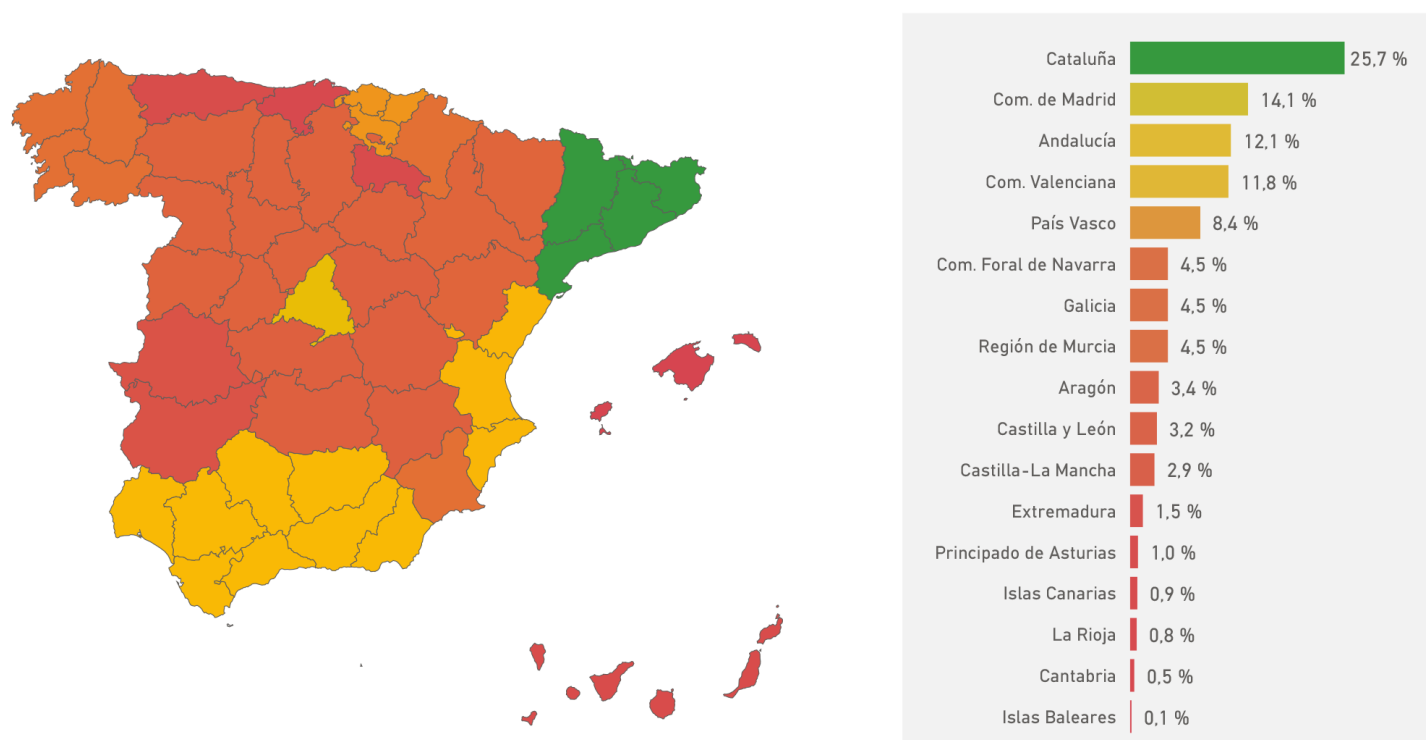 Cataluña 25,7 %
Com. de Madrid 14,1 %
Andalucía 12,1 %
Com. Valenciana 11,8 %
País Vasco 8,4 %
Com. Foral de Navarra 4,5 %
Galicia 4,5 %
Región de Murcia 4,5 %
Aragón 3,4 %
Castilla y León 3,2 %
Castilla-La Mancha 2,9 %
Extremadura 1,5 %
Principado de Asturias 1,0 %
Islas Canarias 0,9 %
La Rioja 0,8 %
Cantabria 0,5 %
Islas Baleares 0,1 %